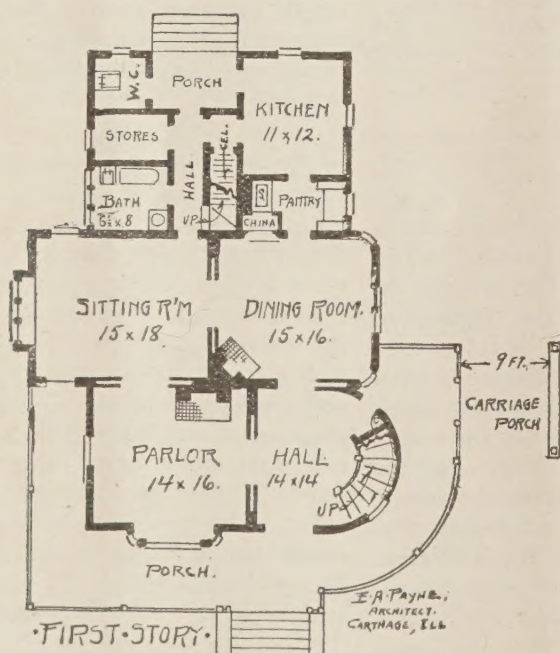 W.C.
PORCH
KITCHEN
11 x 12.
STORES
CEL.
HALL
BATH
6½ x 8
UP
CHINA
PANTRY
SITTING R'M
15 x 18.
DINING ROOM.
15 x 16.
9 FT.
CARRIAGE
PORCH
PARLOR
14 x 16.
HALL
14 x 14
UP
PORCH.
E.A. PAYNE,
ARCHITECT.
CARTHAGE, ILL
·FIRST·STORY·